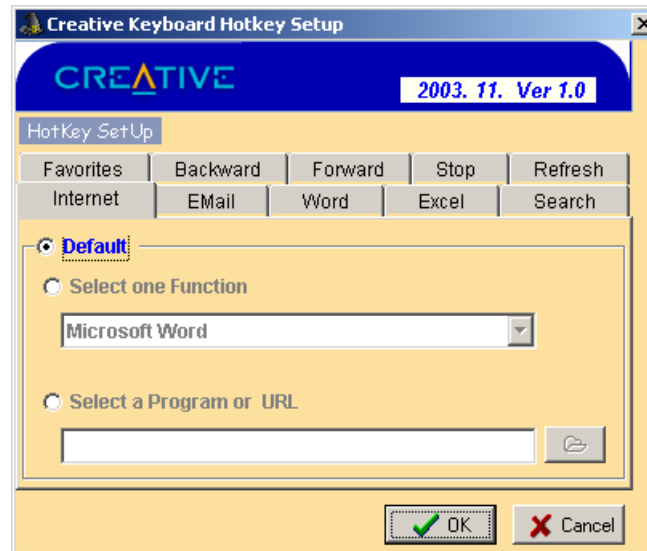 Creative Keyboard Hotkey Setup
CREATIVE
2003. 11. Ver 1.0
HotKey SetUp
Favorites Backward Forward Stop Refresh
Internet EMail Word Excel Search
Default
Select one Function
Microsoft Word
Select a Program or URL
OK Cancel